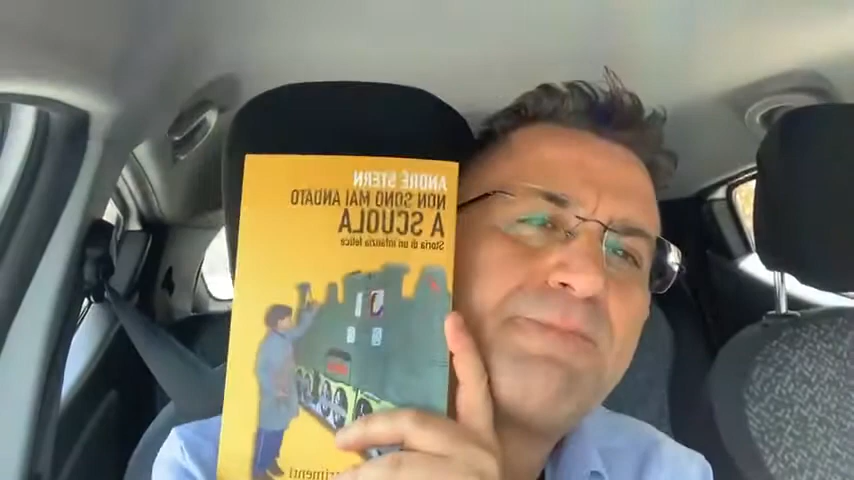 ANDRÉ STERN
NON SONO MAI ANDATO
A SCUOLA
Storia di un'infanzia felice